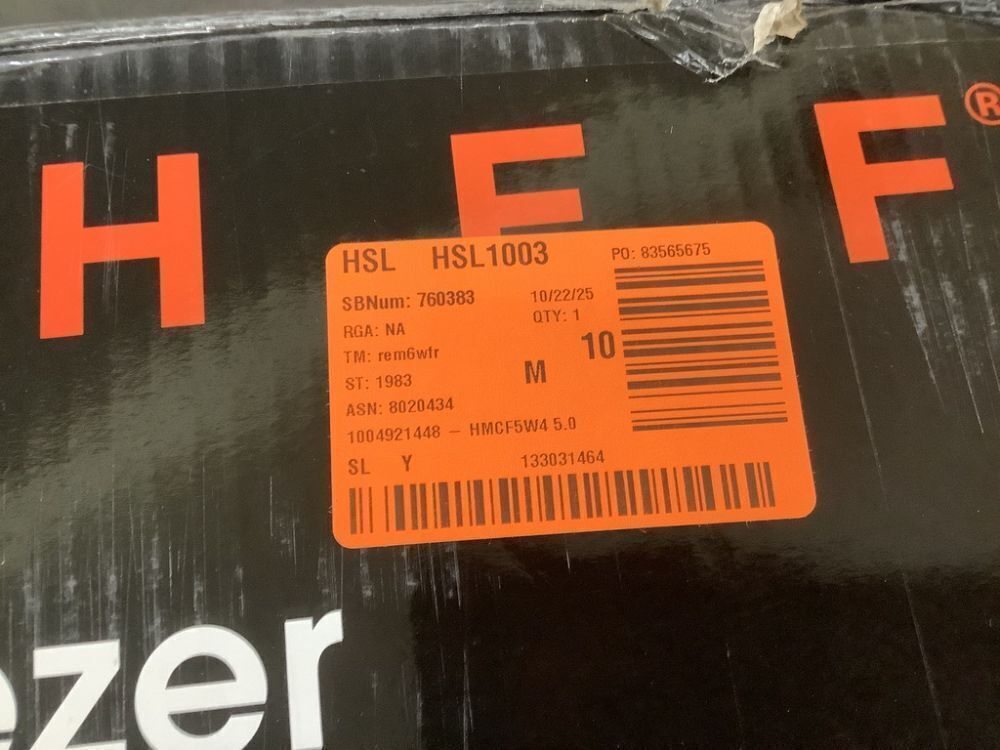 H E F F®
HSL HSL1003 PO: 83565675
SBNum: 760383 10/22/25
RGA: NA QTY: 1
TM: rem6wfr M 10
ST: 1983
ASN: 8020434
1004921448 – HMCF5W4 5.0
SL Y 133031464
ezer